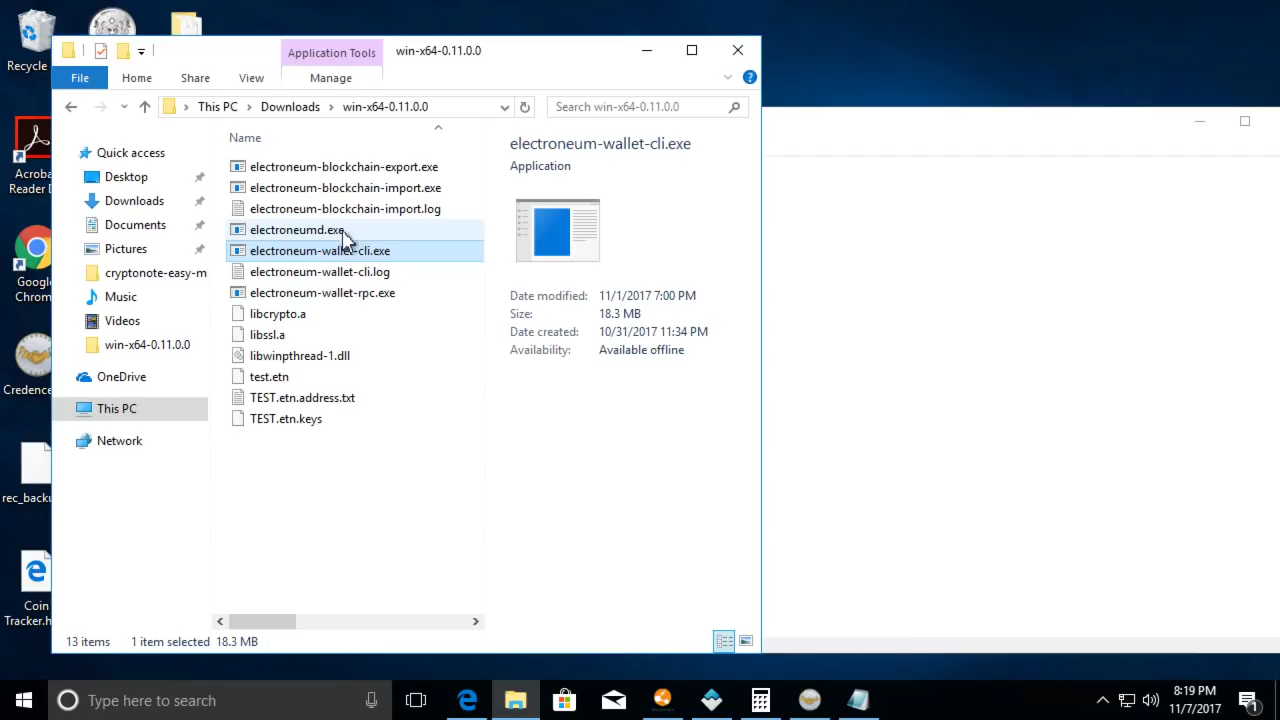 Recycle
Acroba
Reader D
Google
Chrom
Credence
rec_backu
Coin
Tracker.h
Application Tools
win-x64-0.11.0.0
File
Home
Share
View
Manage
This PC
Downloads
win-x64-0.11.0.0
Search win-x64-0.11.0.0
Quick access
Desktop
Downloads
Documents
Pictures
cryptonote-easy-m
Music
Videos
win-x64-0.11.0.0
OneDrive
This PC
Network
Name
electroneum-blockchain-export.exe
electroneum-blockchain-import.exe
electroneum-blockchain-import.log
electroneumd.exe
electroneum-wallet-cli.exe
electroneum-wallet-cli.log
electroneum-wallet-rpc.exe
libcrypto.a
libssl.a
libwinpthread-1.dll
test.etn
TEST.etn.address.txt
TEST.etn.keys
electroneum-wallet-cli.exe
Application
Date modified: 11/1/2017 7:00 PM
Size: 18.3 MB
Date created: 10/31/2017 11:34 PM
Availability: Available offline
13 items 1 item selected 18.3 MB
Type here to search
8:19 PM
11/7/2017
1